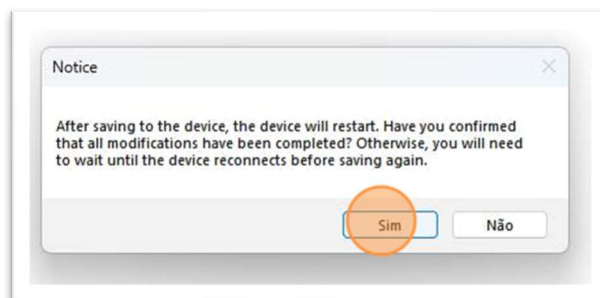 Notice
After saving to the device, the device will restart. Have you confirmed
that all modifications have been completed? Otherwise, you will need
to wait until the device reconnects before saving again.
Sim
Não